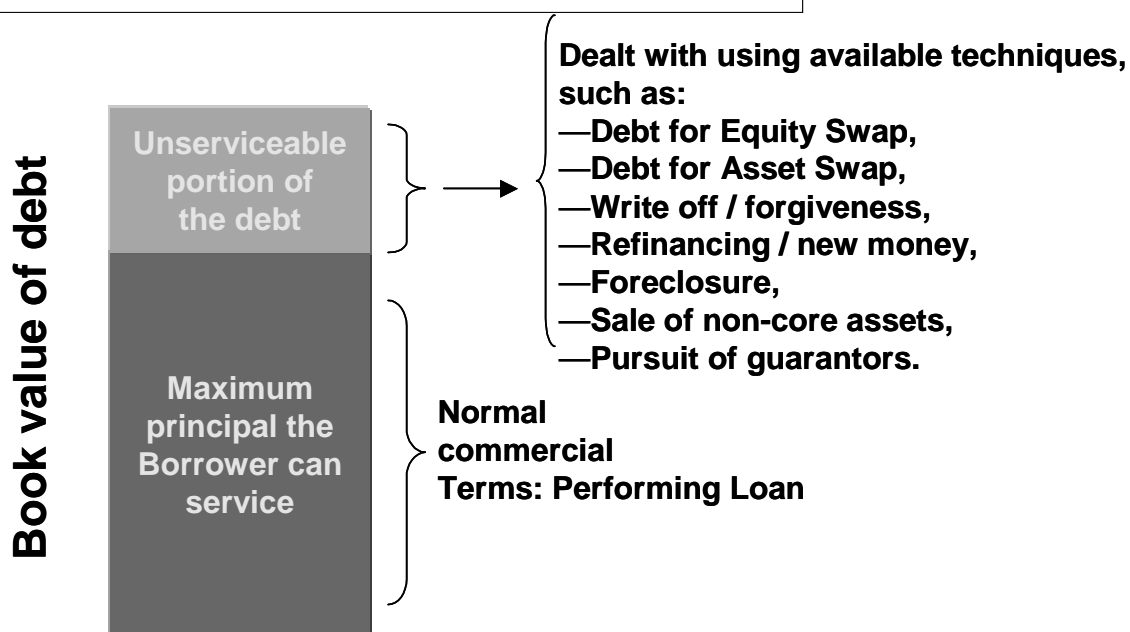 Book value of debt
Unserviceable
portion of
the debt
Dealt with using available techniques,
such as:
—Debt for Equity Swap,
—Debt for Asset Swap,
—Write off / forgiveness,
—Refinancing / new money,
—Foreclosure,
—Sale of non-core assets,
—Pursuit of guarantors.
Maximum
principal the
Borrower can
service
Normal
commercial
Terms: Performing Loan